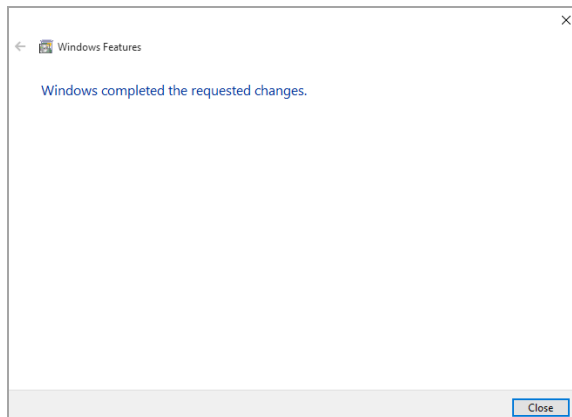 Windows Features
Windows completed the requested changes.
Close